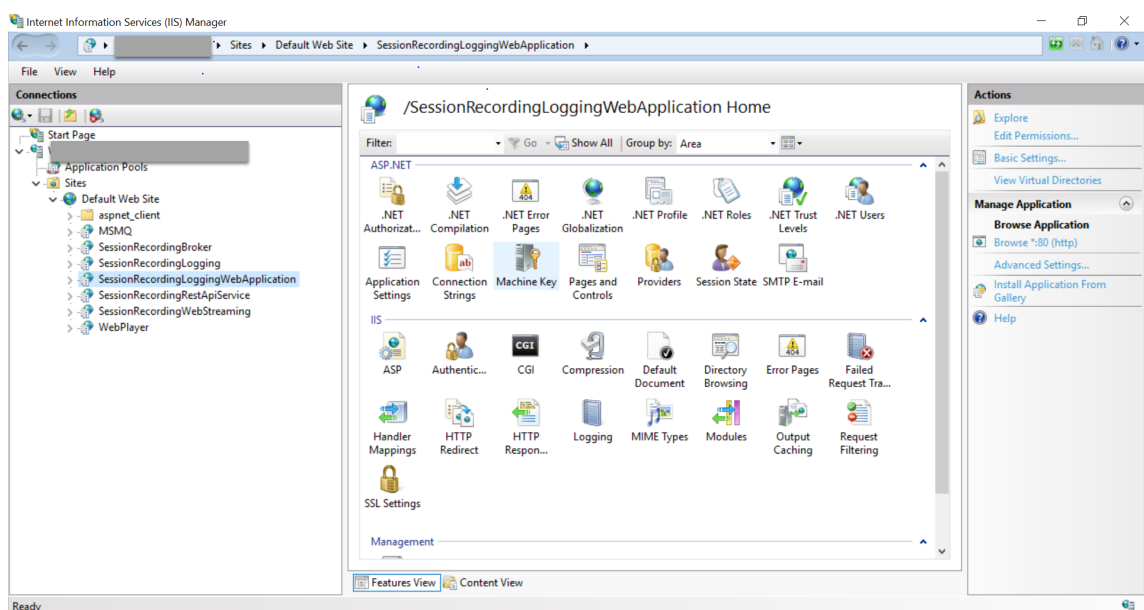 Internet Information Services (IIS) Manager
Sites Default Web Site SessionRecordingLoggingWebApplication
File View Help
Connections
Start Page
Application Pools
Sites
Default Web Site
aspnet_client
MSMQ
SessionRecordingBroker
SessionRecordingLogging
SessionRecordingLoggingWebApplication
SessionRecordingRestApiService
SessionRecordingWebStreaming
WebPlayer
/SessionRecordingLoggingWebApplication Home
Filter: Go Show All Group by: Area
ASP.NET
.NET Authorizat...
.NET Compilation
.NET Error Pages
.NET Globalization
.NET Profile
.NET Roles
.NET Trust Levels
.NET Users
Application Settings
Connection Strings
Machine Key
Pages and Controls
Providers
Session State
SMTP E-mail
IIS
ASP
Authentic...
CGI
Compression
Default Document
Directory Browsing
Error Pages
Failed Request Tra...
Handler Mappings
HTTP Redirect
HTTP Respon...
Logging
MIME Types
Modules
Output Caching
Request Filtering
SSL Settings
Management
Features View Content View
Actions
Explore
Edit Permissions...
Basic Settings...
View Virtual Directories
Manage Application
Browse Application
Browse *:80 (http)
Advanced Settings...
Install Application From
Gallery
Help
Ready